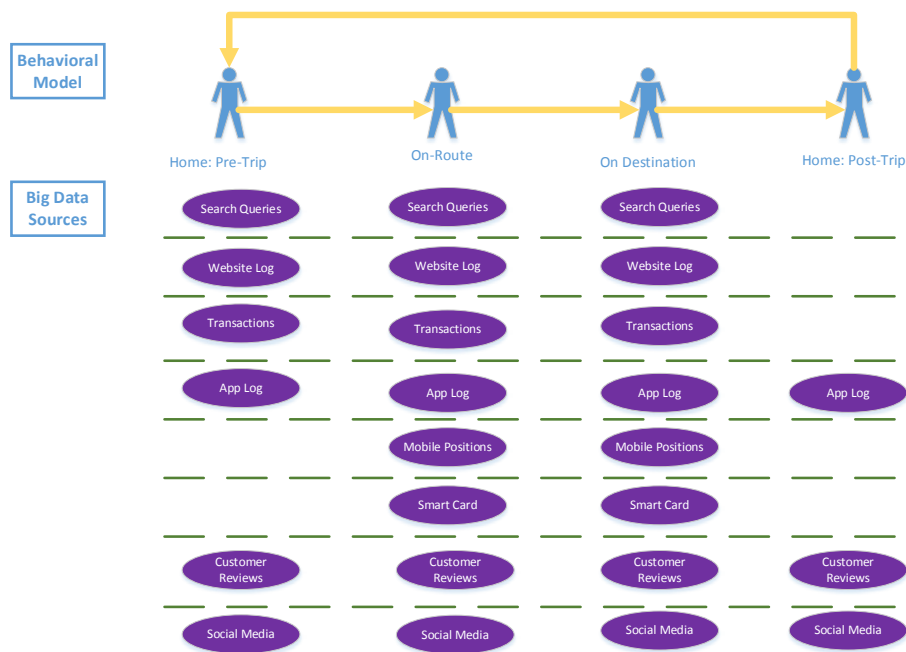 Behavioral
Model
Home: Pre-Trip
On-Route
On Destination
Home: Post-Trip
Big Data
Sources
Search Queries
Search Queries
Search Queries
Website Log
Website Log
Website Log
Transactions
Transactions
Transactions
App Log
App Log
App Log
App Log
Mobile Positions
Mobile Positions
Smart Card
Smart Card
Customer
Reviews
Customer
Reviews
Customer
Reviews
Customer
Reviews
Social Media
Social Media
Social Media
Social Media